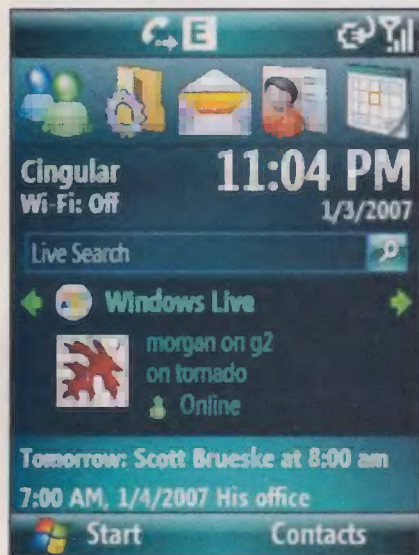 E
Cingular
11:04 PM
Wi-Fi: Off
1/3/2007
Live Search
Windows Live
morgan on g2
on tornado
Online
Tomorrow: Scott Brueske at 8:00 am
7:00 AM, 1/4/2007 His office
Start Contacts